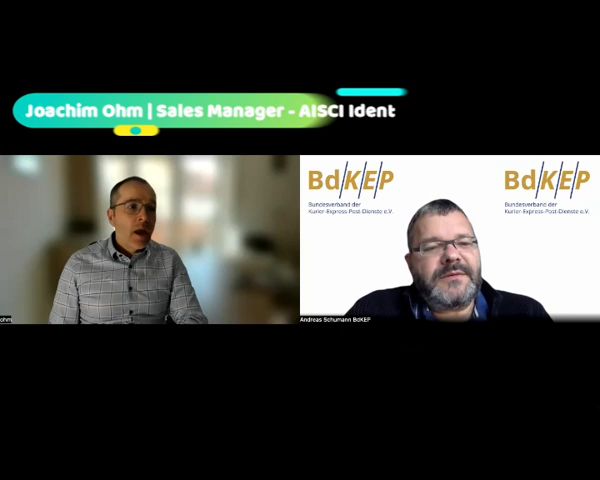 Joachim Ohm | Sales Manager - AISCI Ident
BdKEP
Bundesverband der
Kurier-Express-Post-Dienste e.V.
BdKEP
Bundesverband der
Kurier-Express-Post-Dienste e.V.
ohm
Andreas Schumann BdKEP